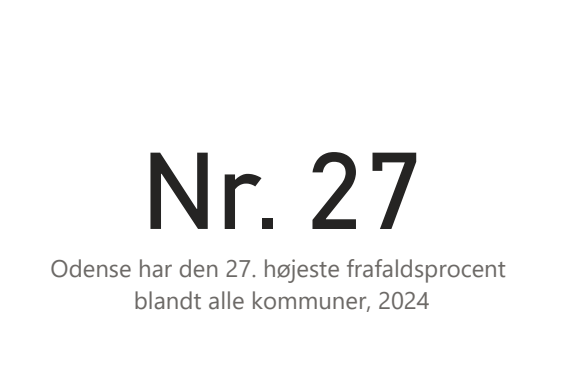 Nr. 27
Odense har den 27. højeste frafaldsprocent
blandt alle kommuner, 2024